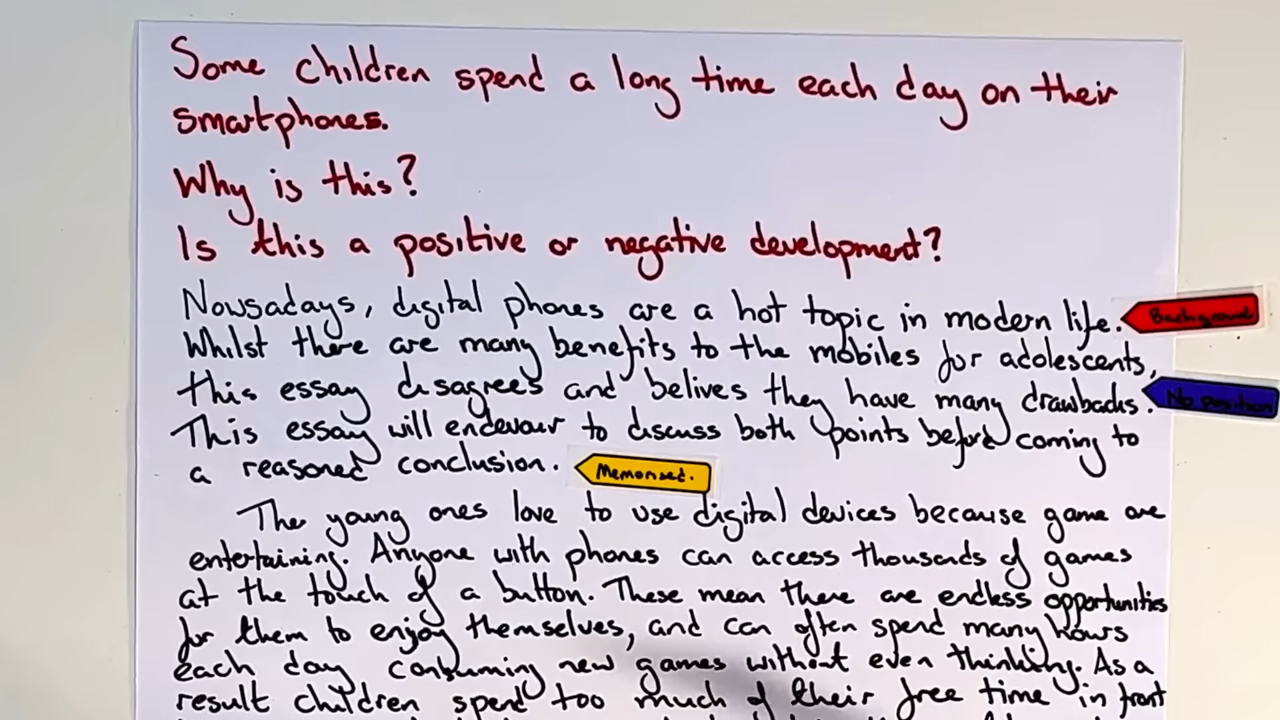 Some children spend a long time each day on their
smartphones.
Why is this?
Is this a positive or negative development?
Nowsadays, digital phones are a hot topic in modern life.
Background
Whilst there are many benefits to the mobiles for adolescents,
this essay disagrees and belives they have many drawbacks.
No position
This essay will endevour to discuss both points before coming to
a reasoned conclusion.
Memorised.
The young ones love to use digital devices because game are
entertaining. Anyone with phones can access thousands of games
at the touch of a button. These mean there are endless opportunities
for them to enjoy themselves, and can often spend many hours
each day consuming new games without even thinking. As a
result children spend too much of their free time in front